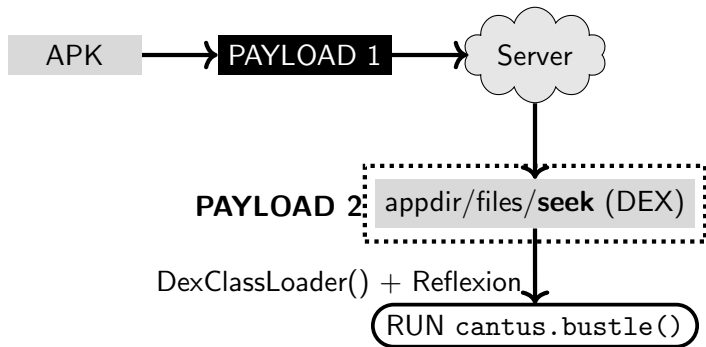 APK
PAYLOAD 1
Server
PAYLOAD 2
appdir/files/seek (DEX)
DexClassLoader() + Reflexion
RUN cantus.bustle()